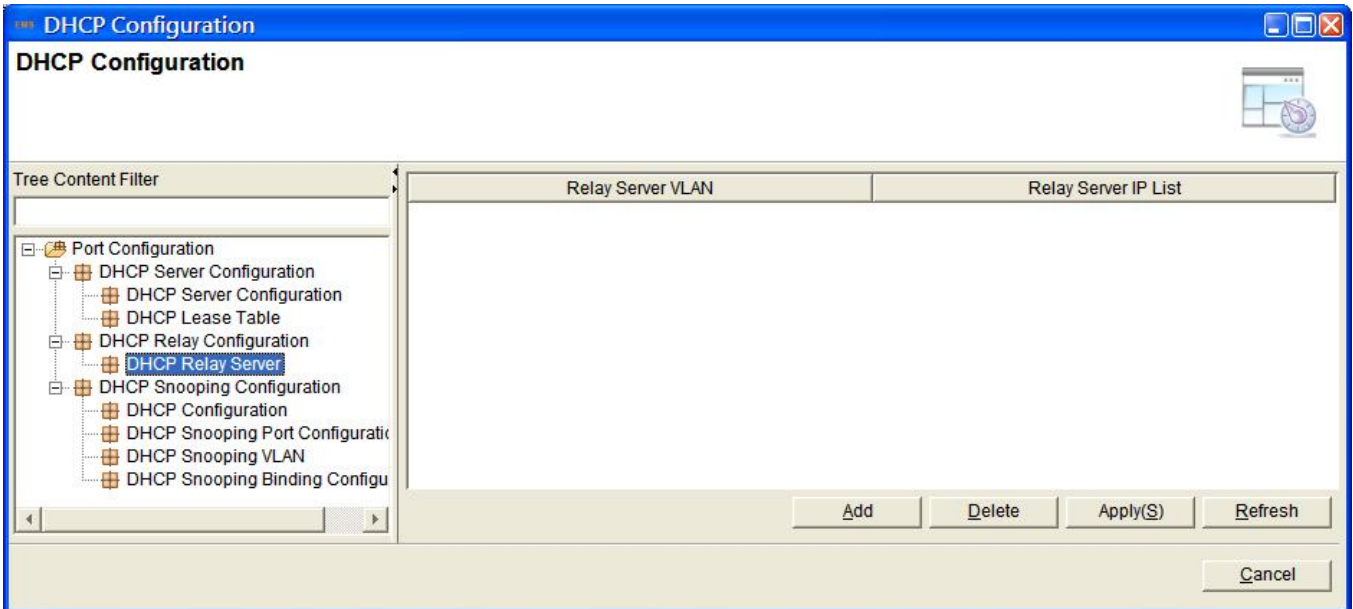 EMS DHCP Configuration
DHCP Configuration
Tree Content Filter
Port Configuration
DHCP Server Configuration
DHCP Server Configuration
DHCP Lease Table
DHCP Relay Configuration
DHCP Relay Server
DHCP Snooping Configuration
DHCP Configuration
DHCP Snooping Port Configuratio
DHCP Snooping VLAN
DHCP Snooping Binding Configu
Relay Server VLAN Relay Server IP List
Add Delete Apply(S) Refresh
Cancel